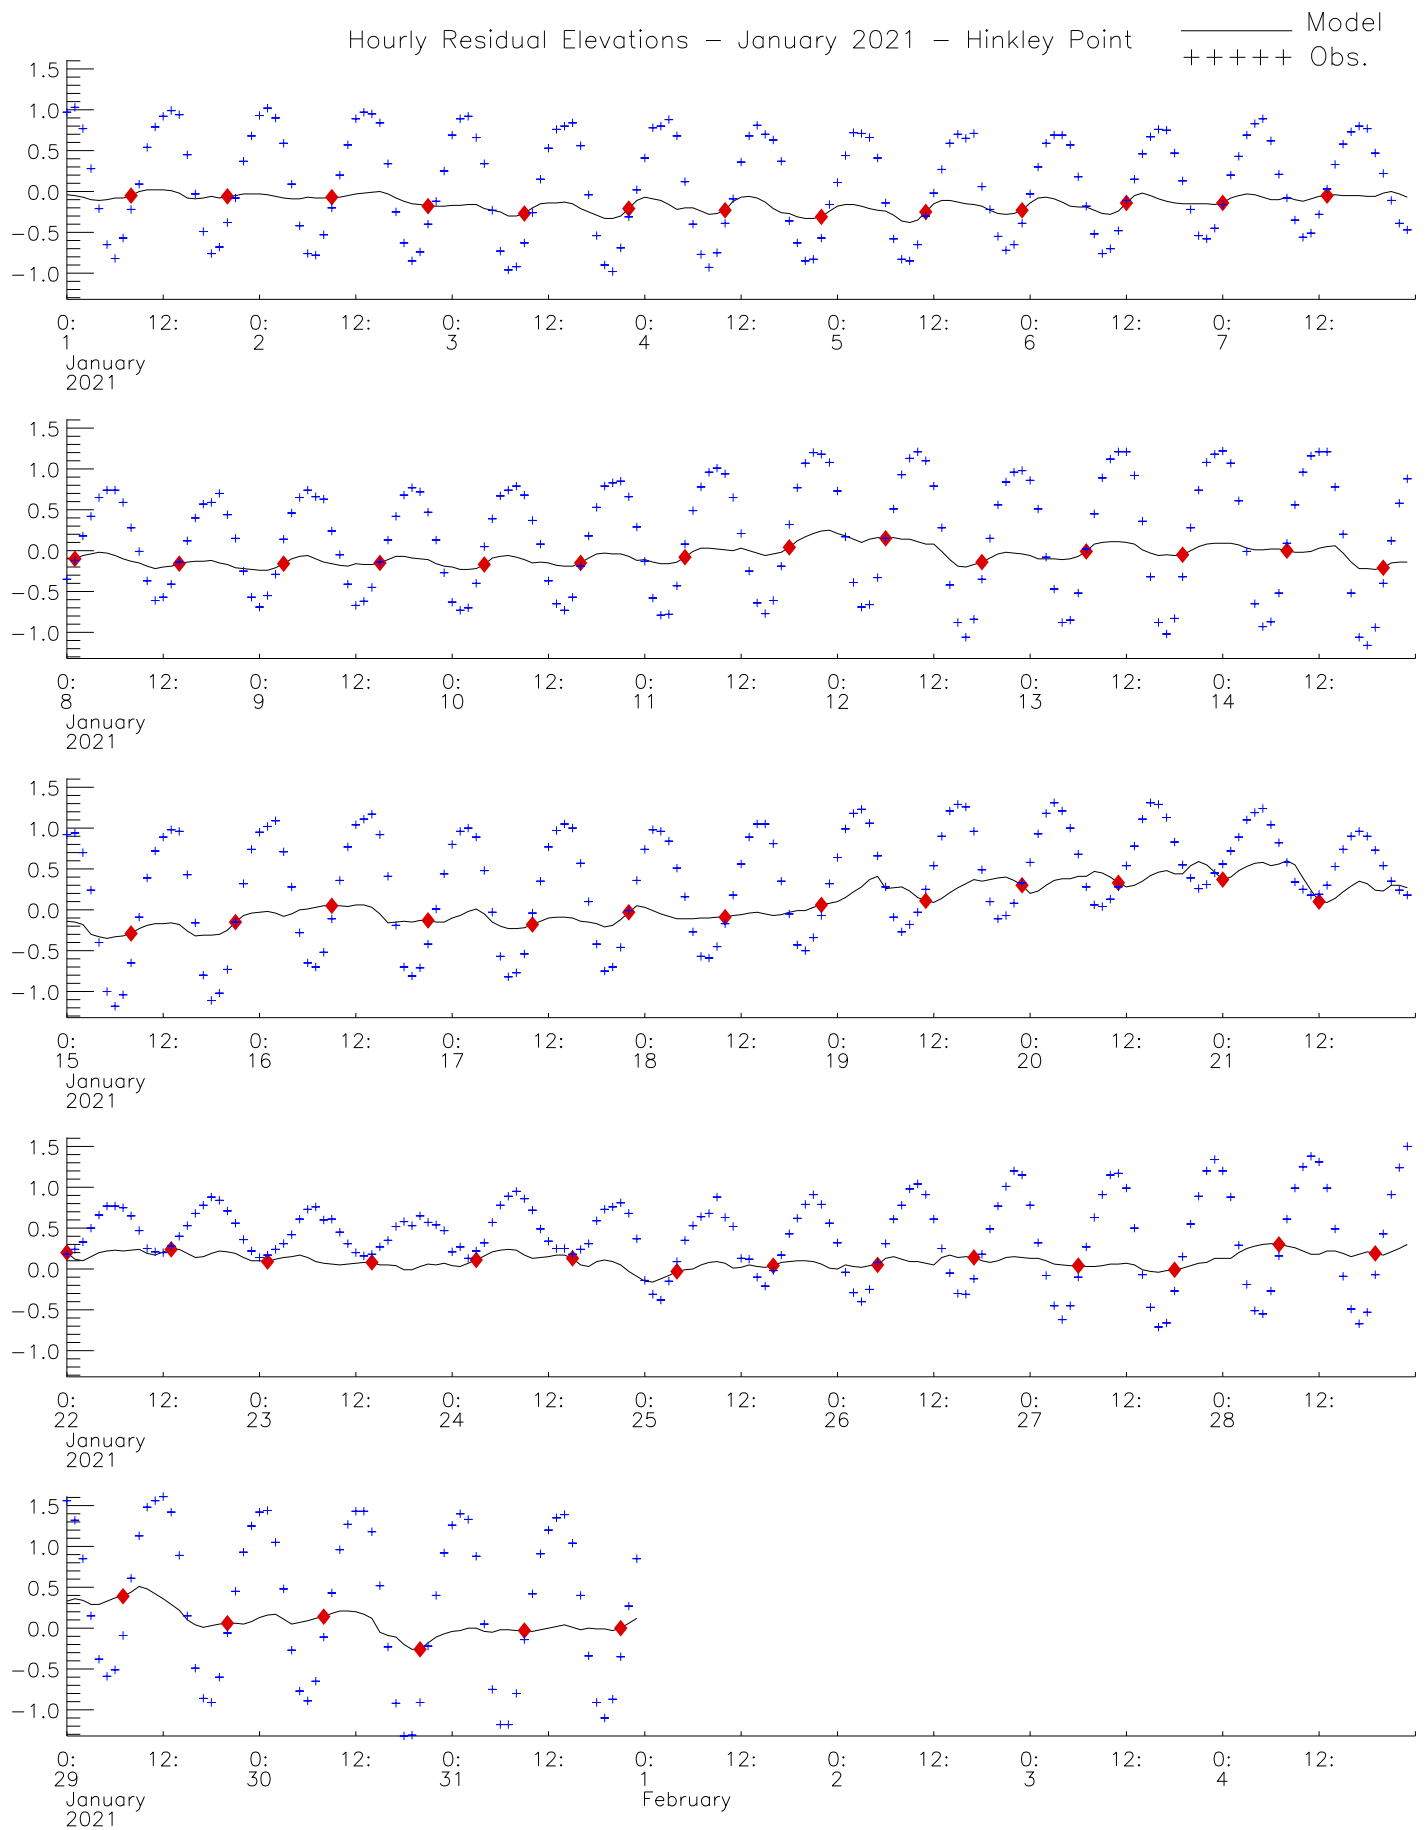 Hourly Residual Elevations – January 2021 – Hinkley Point
Model
+++++ Obs.
1.5
1.0
0.5
0.0
−0.5
−1.0
0: 12: 0: 12: 0: 12: 0: 12: 0: 12: 0: 12: 0: 12:
1 2 3 4 5 6 7
January
2021
1.5
1.0
0.5
0.0
−0.5
−1.0
0: 12: 0: 12: 0: 12: 0: 12: 0: 12: 0: 12: 0: 12:
8 9 10 11 12 13 14
January
2021
1.5
1.0
0.5
0.0
−0.5
−1.0
0: 12: 0: 12: 0: 12: 0: 12: 0: 12: 0: 12: 0: 12:
15 16 17 18 19 20 21
January
2021
1.5
1.0
0.5
0.0
−0.5
−1.0
0: 12: 0: 12: 0: 12: 0: 12: 0: 12: 0: 12: 0: 12:
22 23 24 25 26 27 28
January
2021
1.5
1.0
0.5
0.0
−0.5
−1.0
0: 12: 0: 12: 0: 12: 0: 12: 0: 12: 0: 12: 0: 12:
29 30 31 1 2 3 4
January February
2021